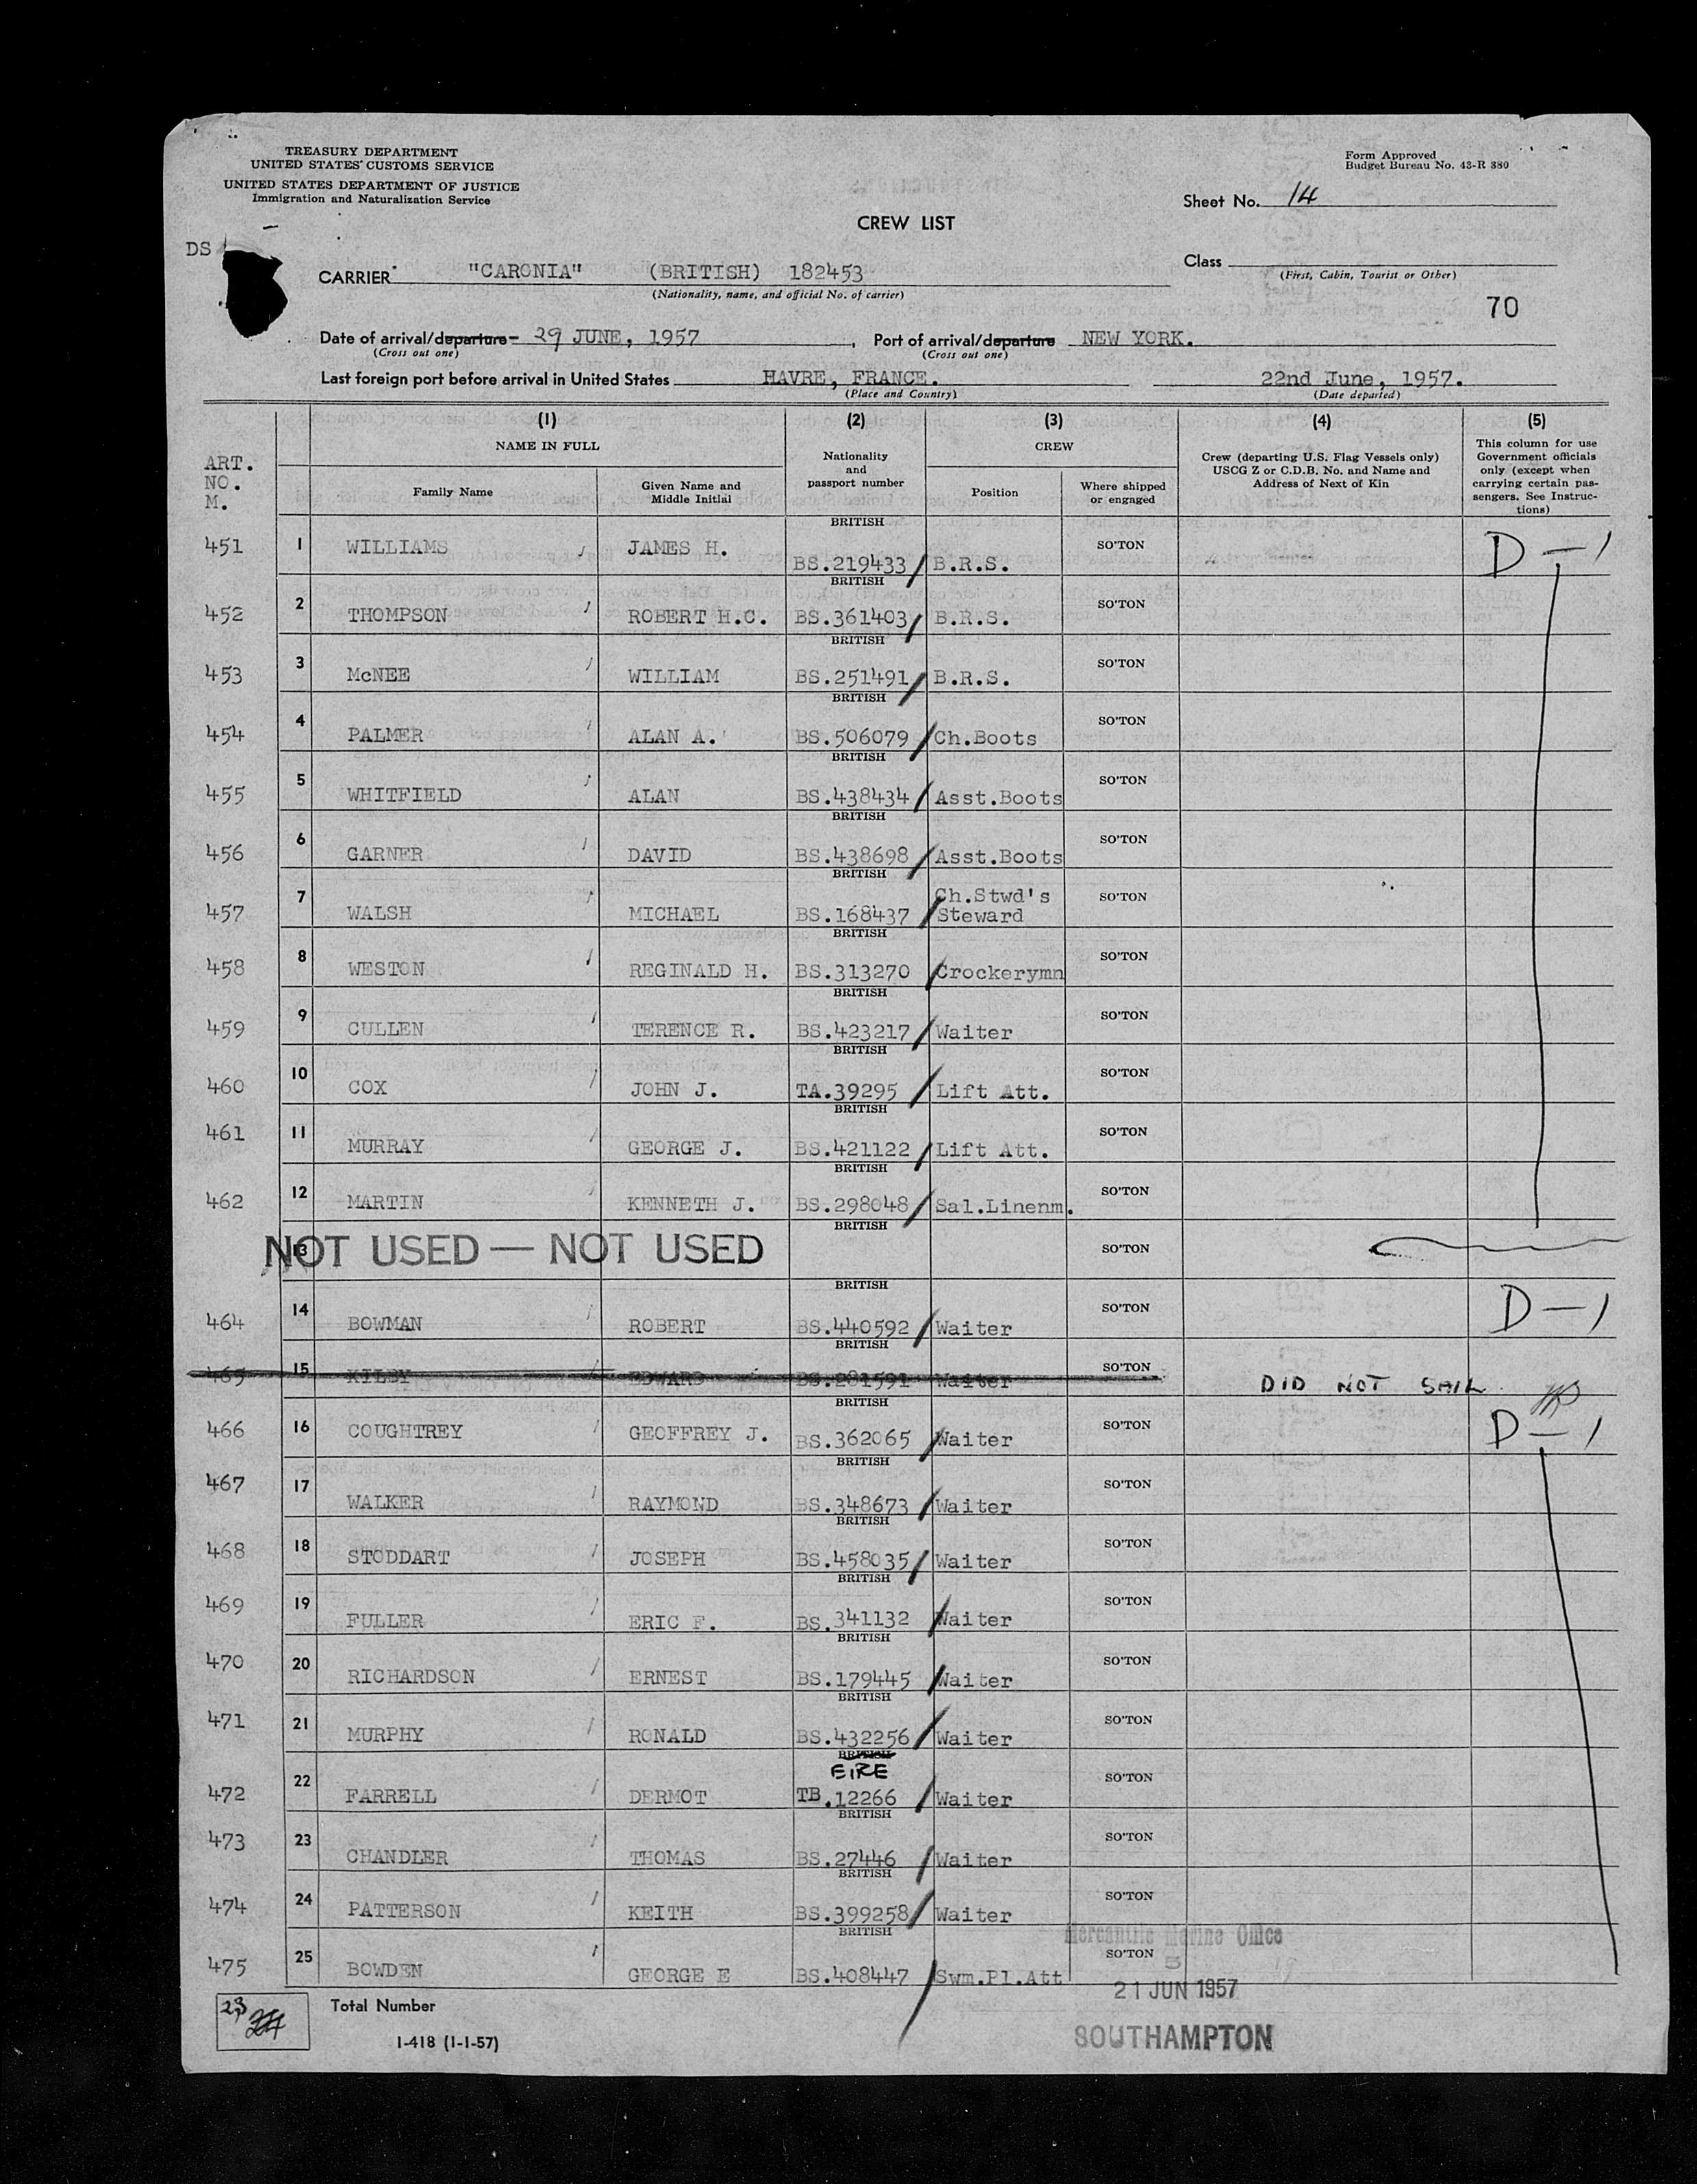 TREASURY DEPARTMENT
UNITED STATES CUSTOMS SERVICE
UNITED STATES DEPARTMENT OF JUSTICE
Immigration and Naturalization Service
Form Approved
Budget Bureau No. 43-R 380
Sheet No. 14
CREW LIST
DS
CARRIER "CARONIA" (BRITISH) 182453
(Nationality, name, and official No. of carrier)
Class
(First, Cabin, Tourist or Other)
70
Date of arrival/departure 29 JUNE, 1957, Port of arrival/departure NEW YORK.
(Cross out one) (Cross out one)
Last foreign port before arrival in United States HAVRE, FRANCE. 22nd June, 1957.
(Place and Country) (Date departed)
(1) (2) (3) (4) (5)
ART. NO. M.
NAME IN FULL
Family Name
Given Name and Middle Initial
Nationality and passport number
CREW
Position
Where shipped or engaged
Crew (departing U.S. Flag Vessels only) USCG Z or C.D.B. No. and Name and Address of Next of Kin
This column for use Government officials only (except when carrying certain passengers. See Instructions)
451 1 WILLIAMS JAMES H. BRITISH BS.219433 B.R.S. SO'TON D-1
452 2 THOMPSON ROBERT H.C. BRITISH BS.361403 B.R.S. SO'TON
453 3 McNEE WILLIAM BRITISH BS.251491 B.R.S. SO'TON
454 4 PALMER ALAN A. BRITISH BS.506079 Ch.Boots SO'TON
455 5 WHITFIELD ALAN BRITISH BS.438434 Asst.Boots SO'TON
456 6 GARNER DAVID BRITISH BS.438698 Asst.Boots SO'TON
457 7 WALSH MICHAEL BRITISH BS.168437 Ch.Stwd's Steward SO'TON
458 8 WESTON REGINALD H. BRITISH BS.313270 Crockerymn SO'TON
459 9 CULLEN TERENCE R. BRITISH BS.423217 Waiter SO'TON
460 10 COX JOHN J. BRITISH TA.39295 Lift Att. SO'TON
461 11 MURRAY GEORGE J. BRITISH BS.421122 Lift Att. SO'TON
462 12 MARTIN KENNETH J. BRITISH BS.298048 Sal.Linenm. SO'TON
13 NOT USED — NOT USED BRITISH SO'TON
464 14 BOWMAN ROBERT BRITISH BS.440592 Waiter SO'TON D-1
465 15 KILBY EDWARD BRITISH BS.281591 Waiter SO'TON DID NOT SAIL
466 16 COUGHTREY GEOFFREY J. BRITISH BS.362065 Waiter SO'TON D-1
467 17 WALKER RAYMOND BRITISH BS.348673 Waiter SO'TON
468 18 STODDART JOSEPH BRITISH BS.458035 Waiter SO'TON
469 19 FULLER ERIC F. BRITISH BS.341132 Waiter SO'TON
470 20 RICHARDSON ERNEST BRITISH BS.179445 Waiter SO'TON
471 21 MURPHY RONALD BRITISH BS.432256 Waiter SO'TON
472 22 FARRELL DERMOT BRITISH EIRE TB.12266 Waiter SO'TON
473 23 CHANDLER THOMAS BRITISH BS.27446 Waiter SO'TON
474 24 PATTERSON KEITH BRITISH BS.399258 Waiter SO'TON
475 25 BOWDEN GEORGE E BRITISH BS.408447 Swm.Pl.Att SO'TON
Mercantile Marine Office
5
21 JUN 1957
SOUTHAMPTON
23 24 Total Number
I-418 (1-1-57)